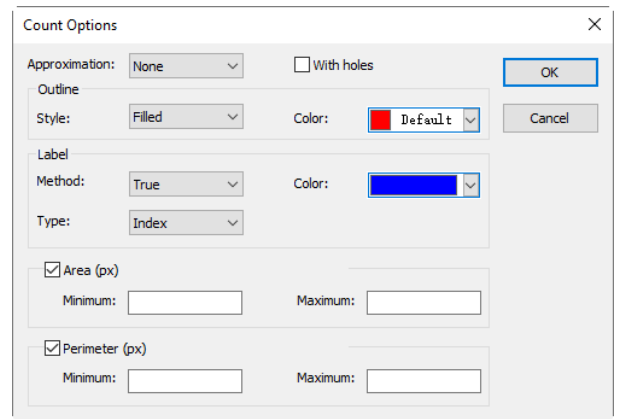 Count Options
Approximation: None With holes OK
Outline
Style: Filled Color: Default Cancel
Label
Method: True Color:
Type: Index
Area (px)
Minimum: Maximum:
Perimeter (px)
Minimum: Maximum: